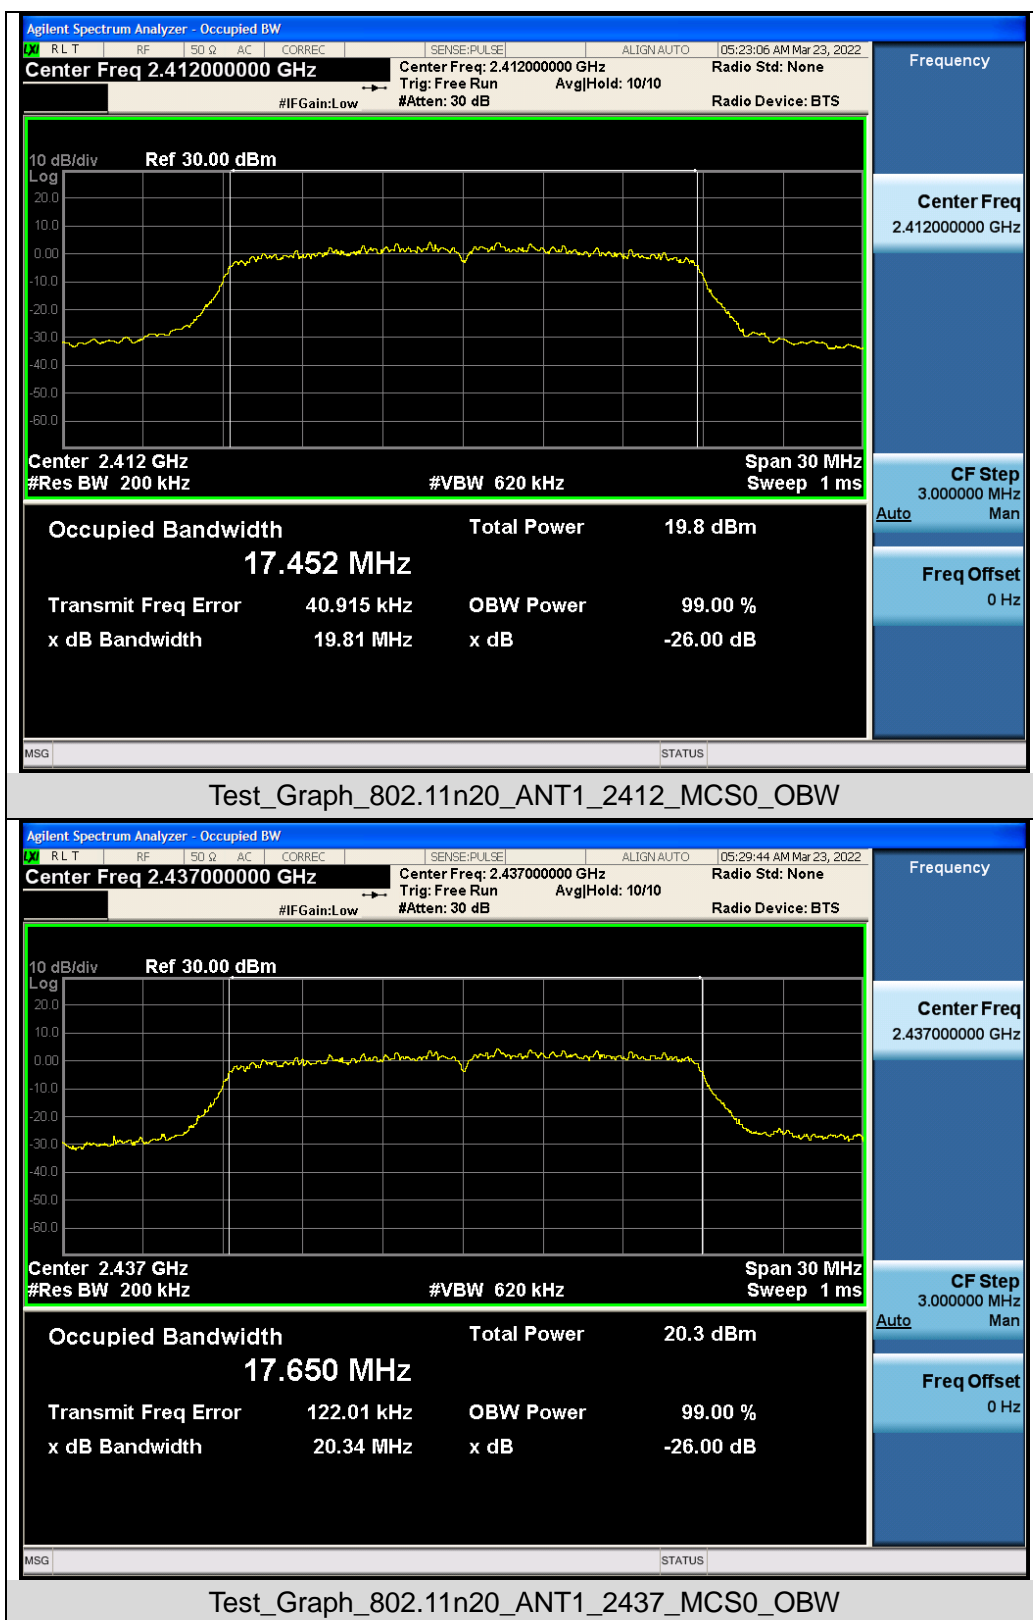 Agilent Spectrum Analyzer - Occupied BW
LXI RLT RF 50 Ω AC CORREC SENSE:PULSE ALIGN AUTO 05:23:06 AM Mar 23, 2022
Center Freq 2.412000000 GHz Center Freq: 2.412000000 GHz Radio Std: None
Trig: Free Run Avg|Hold: 10/10
#IFGain:Low #Atten: 30 dB Radio Device: BTS
Frequency
10 dB/div Ref 30.00 dBm
Log
20.0
10.0
0.00
-10.0
-20.0
-30.0
-40.0
-50.0
-60.0
Center 2.412 GHz Span 30 MHz
#Res BW 200 kHz #VBW 620 kHz Sweep 1 ms
Center Freq
2.412000000 GHz
CF Step
3.000000 MHz
Auto Man
Freq Offset
0 Hz
Occupied Bandwidth Total Power 19.8 dBm
17.452 MHz
Transmit Freq Error 40.915 kHz OBW Power 99.00 %
x dB Bandwidth 19.81 MHz x dB -26.00 dB
MSG STATUS
Test_Graph_802.11n20_ANT1_2412_MCS0_OBW
Agilent Spectrum Analyzer - Occupied BW
LXI RLT RF 50 Ω AC CORREC SENSE:PULSE ALIGN AUTO 05:29:44 AM Mar 23, 2022
Center Freq 2.437000000 GHz Center Freq: 2.437000000 GHz Radio Std: None
Trig: Free Run Avg|Hold: 10/10
#IFGain:Low #Atten: 30 dB Radio Device: BTS
Frequency
10 dB/div Ref 30.00 dBm
Log
20.0
10.0
0.00
-10.0
-20.0
-30.0
-40.0
-50.0
-60.0
Center 2.437 GHz Span 30 MHz
#Res BW 200 kHz #VBW 620 kHz Sweep 1 ms
Center Freq
2.437000000 GHz
CF Step
3.000000 MHz
Auto Man
Freq Offset
0 Hz
Occupied Bandwidth Total Power 20.3 dBm
17.650 MHz
Transmit Freq Error 122.01 kHz OBW Power 99.00 %
x dB Bandwidth 20.34 MHz x dB -26.00 dB
MSG STATUS
Test_Graph_802.11n20_ANT1_2437_MCS0_OBW